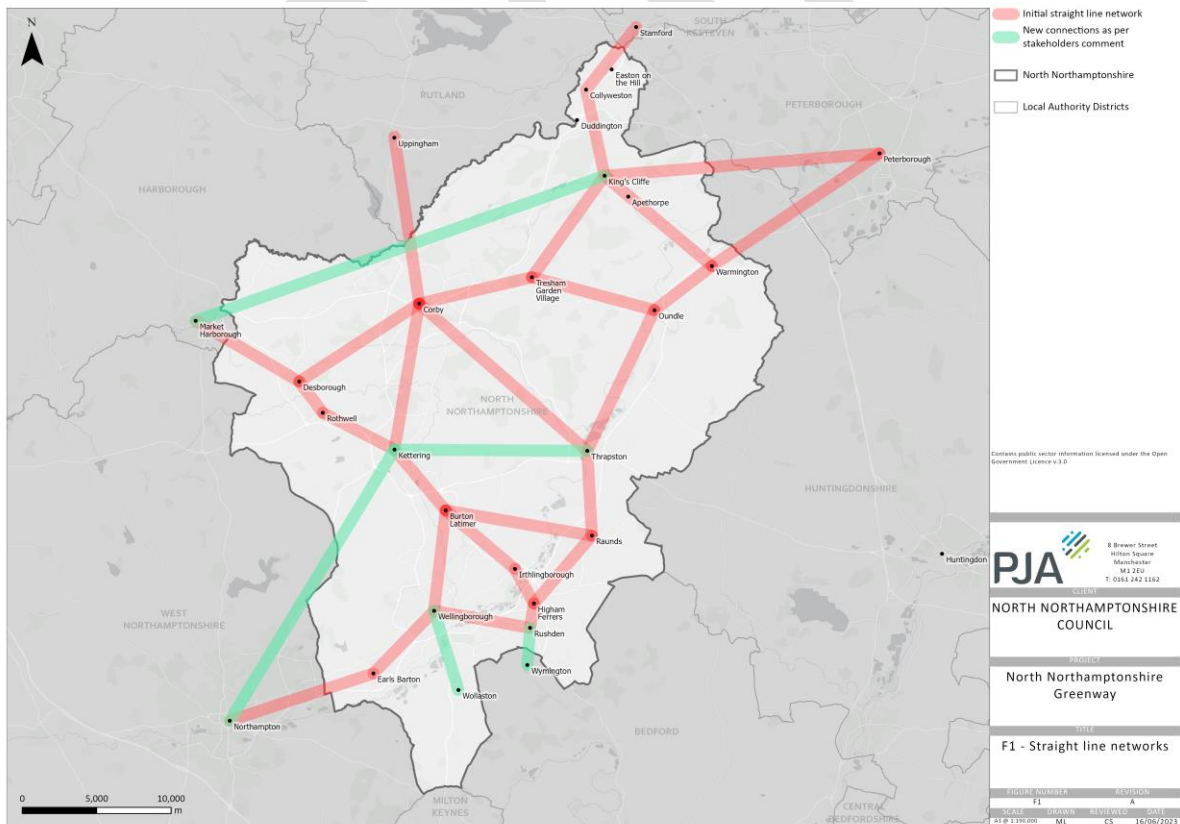 N
SOUTH
KESTEVEN
Stamford
Easton on
the Hill
Collyweston
RUTLAND
PETERBOROUGH
Duddington
Uppingham
Peterborough
HARBOROUGH
King's Cliffe
Apethorpe
Warmington
Tresham
Garden
Village
Corby
Oundle
Market
Harborough
Desborough
NORTH
NORTHAMPTONSHIRE
Rothwell
Kettering
Thrapston
HUNTINGDONSHIRE
Burton
Latimer
Raunds
Huntingdon
Irthlingborough
Higham
Ferrers
WEST
NORTHAMPTONSHIRE
Wellingborough
Rushden
Wymington
Earls Barton
Wollaston
Northampton
BEDFORD
0 5,000 10,000
m
MILTON
KEYNES
CENTRAL
BEDFORDSHIRE
Initial straight line network
New connections as per
stakeholders comment
North Northamptonshire
Local Authority Districts
Contains public sector information licensed under the Open
Government Licence v.3.0
PJA
8 Brewer Street
Hilton Square
Manchester
M1 2EU
T: 0161 242 1162
CLIENT
NORTH NORTHAMPTONSHIRE
COUNCIL
PROJECT
North Northamptonshire
Greenway
TITLE
F1 - Straight line networks
FIGURE NUMBER REVISION
F1 A
SCALE DRAWN REVIEWED DATE
A3 @ 1:190,000 ML CS 16/06/2023